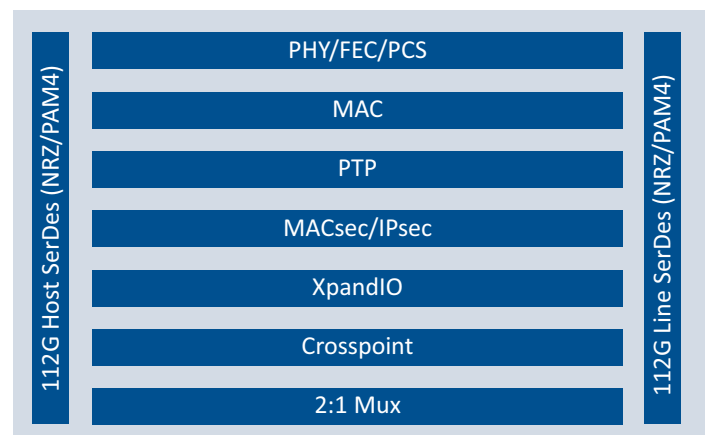 112G Host SerDes (NRZ/PAM4)
PHY/FEC/PCS
MAC
PTP
MACsec/IPsec
XpandIO
Crosspoint
2:1 Mux
112G Line SerDes (NRZ/PAM4)